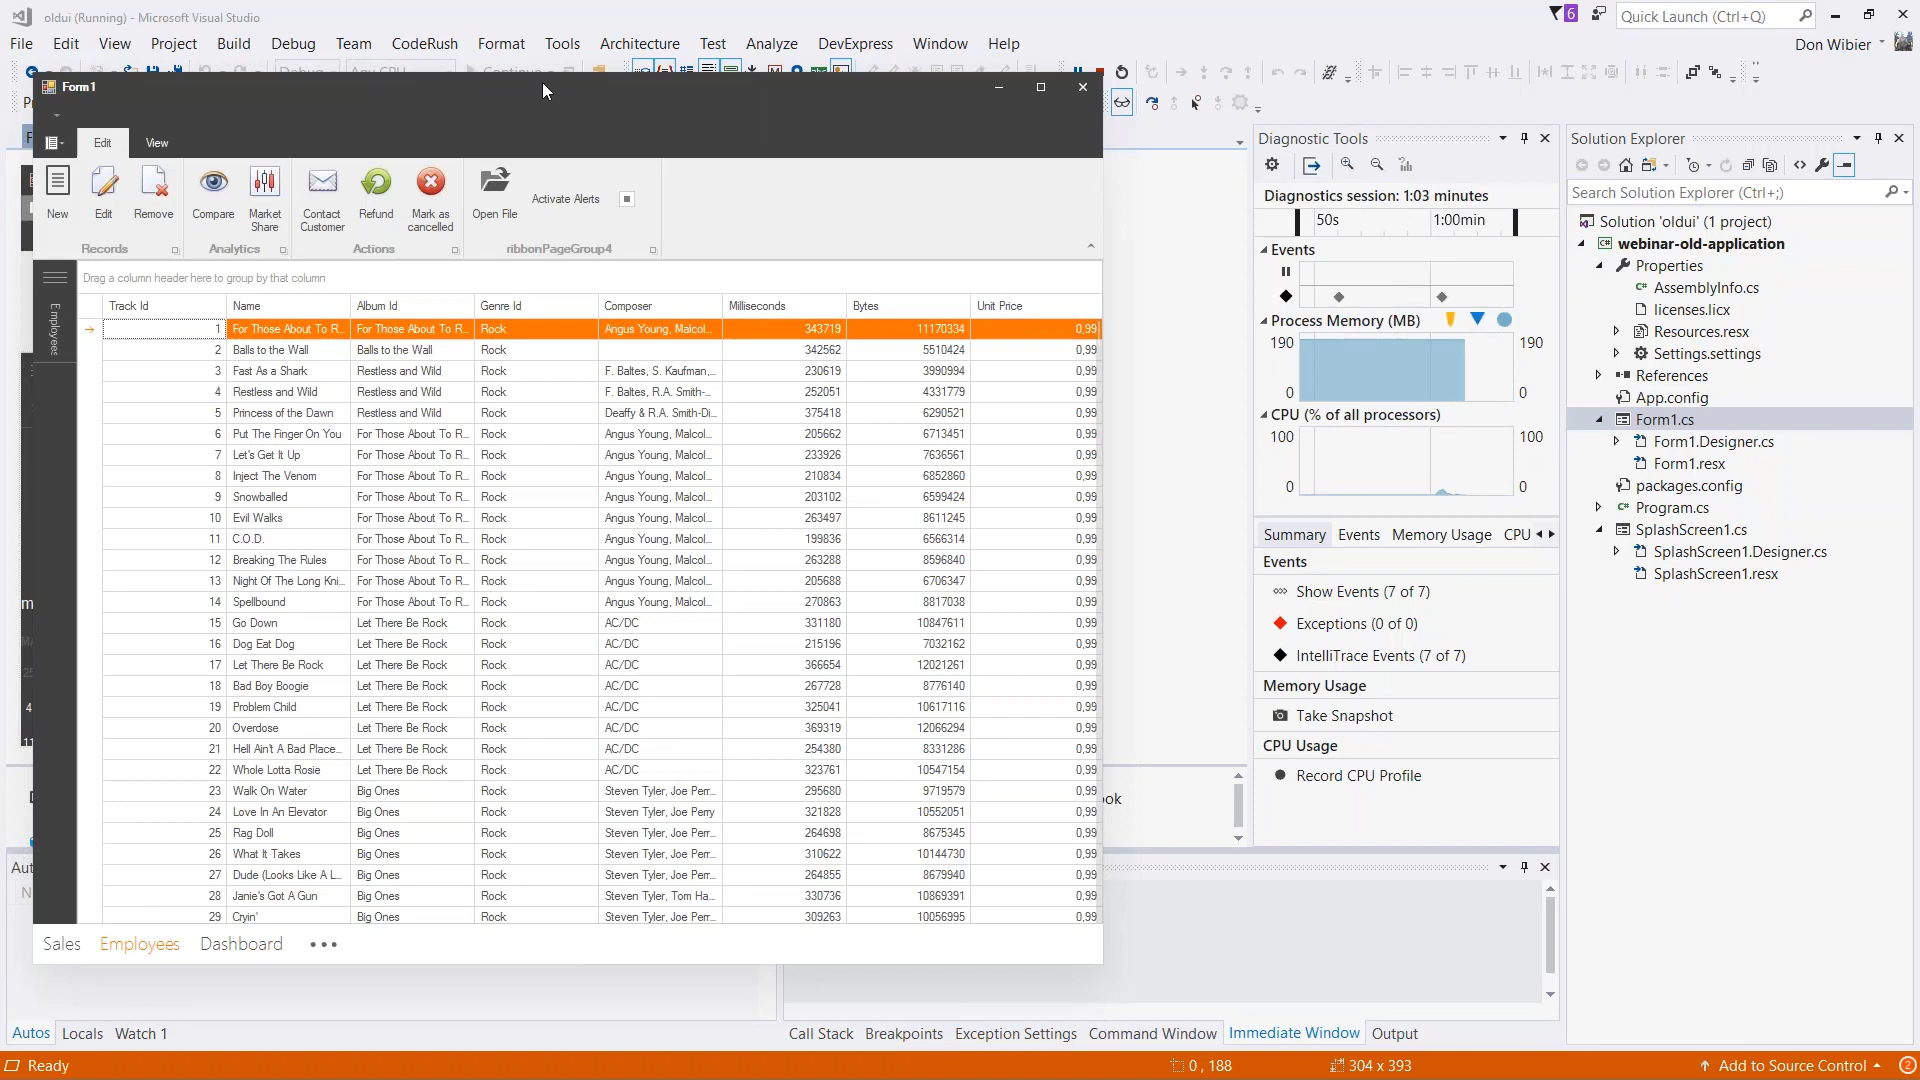 oldui (Running) - Microsoft Visual Studio
6
Quick Launch (Ctrl+Q)
File Edit View Project Build Debug Team CodeRush Format Tools Architecture Test Analyze DevExpress Window Help
Don Wibier
Form1
Edit View
New
Edit
Remove
Compare
Market Share
Contact Customer
Refund
Mark as cancelled
Open File
Activate Alerts
Records
Analytics
Actions
ribbonPageGroup4
Employees
Drag a column header here to group by that column
Track Id Name Album Id Genre Id Composer Milliseconds Bytes Unit Price
1 For Those About To R... For Those About To R... Rock Angus Young, Malcol... 343719 11170334 0,99
2 Balls to the Wall Balls to the Wall Rock 342562 5510424 0,99
3 Fast As a Shark Restless and Wild Rock F. Baltes, S. Kaufman,... 230619 3990994 0,99
4 Restless and Wild Restless and Wild Rock F. Baltes, R.A. Smith-... 252051 4331779 0,99
5 Princess of the Dawn Restless and Wild Rock Deaffy & R.A. Smith-Di... 375418 6290521 0,99
6 Put The Finger On You For Those About To R... Rock Angus Young, Malcol... 205662 6713451 0,99
7 Let's Get It Up For Those About To R... Rock Angus Young, Malcol... 233926 7636561 0,99
8 Inject The Venom For Those About To R... Rock Angus Young, Malcol... 210834 6852860 0,99
9 Snowballed For Those About To R... Rock Angus Young, Malcol... 203102 6599424 0,99
10 Evil Walks For Those About To R... Rock Angus Young, Malcol... 263497 8611245 0,99
11 C.O.D. For Those About To R... Rock Angus Young, Malcol... 199836 6566314 0,99
12 Breaking The Rules For Those About To R... Rock Angus Young, Malcol... 263288 8596840 0,99
13 Night Of The Long Kni... For Those About To R... Rock Angus Young, Malcol... 205688 6706347 0,99
14 Spellbound For Those About To R... Rock Angus Young, Malcol... 270863 8817038 0,99
15 Go Down Let There Be Rock Rock AC/DC 331180 10847611 0,99
16 Dog Eat Dog Let There Be Rock Rock AC/DC 215196 7032162 0,99
17 Let There Be Rock Let There Be Rock Rock AC/DC 366654 12021261 0,99
18 Bad Boy Boogie Let There Be Rock Rock AC/DC 267728 8776140 0,99
19 Problem Child Let There Be Rock Rock AC/DC 325041 10617116 0,99
20 Overdose Let There Be Rock Rock AC/DC 369319 12066294 0,99
21 Hell Ain't A Bad Place... Let There Be Rock Rock AC/DC 254380 8331286 0,99
22 Whole Lotta Rosie Let There Be Rock Rock AC/DC 323761 10547154 0,99
23 Walk On Water Big Ones Rock Steven Tyler, Joe Perr... 295680 9719579 0,99
24 Love In An Elevator Big Ones Rock Steven Tyler, Joe Perry 321828 10552051 0,99
25 Rag Doll Big Ones Rock Steven Tyler, Joe Perr... 264698 8675345 0,99
26 What It Takes Big Ones Rock Steven Tyler, Joe Perr... 310622 10144730 0,99
27 Dude (Looks Like A L... Big Ones Rock Steven Tyler, Joe Perr... 264855 8679940 0,99
28 Janie's Got A Gun Big Ones Rock Steven Tyler, Tom Ha... 330736 10869391 0,99
29 Cryin' Big Ones Rock Steven Tyler, Joe Perr... 309263 10056995 0,99
Sales Employees Dashboard •••
Diagnostic Tools
Diagnostics session: 1:03 minutes
50s 1:00min
Events
Process Memory (MB)
190 190
0 0
CPU (% of all processors)
100 100
0 0
Summary Events Memory Usage CPU
Events
Show Events (7 of 7)
Exceptions (0 of 0)
IntelliTrace Events (7 of 7)
Memory Usage
Take Snapshot
CPU Usage
Record CPU Profile
Solution Explorer
Search Solution Explorer (Ctrl+;)
Solution 'oldui' (1 project)
webinar-old-application
Properties
AssemblyInfo.cs
licenses.licx
Resources.resx
Settings.settings
References
App.config
Form1.cs
Form1.Designer.cs
Form1.resx
packages.config
Program.cs
SplashScreen1.cs
SplashScreen1.Designer.cs
SplashScreen1.resx
Autos Locals Watch 1
Call Stack Breakpoints Exception Settings Command Window Immediate Window Output
Ready
0 , 188
304 x 393
Add to Source Control
2